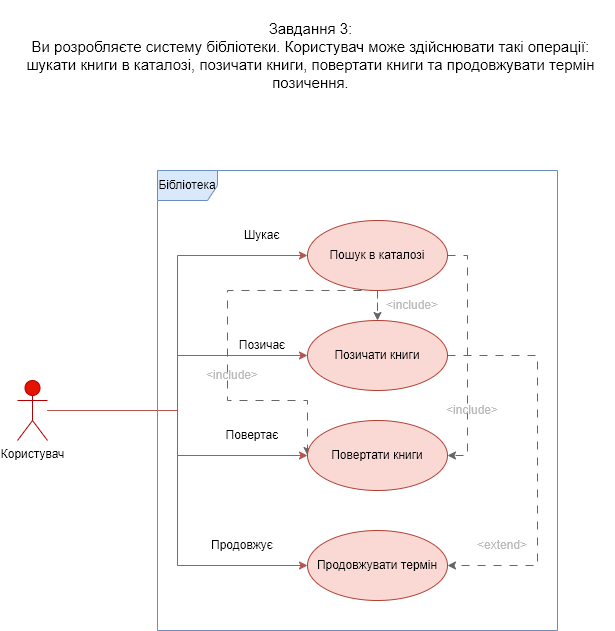 Завдання 3:
Ви розробляєте систему бібліотеки. Користувач може здійснювати такі операції:
шукати книги в каталозі, позичати книги, повертати книги та продовжувати термін
позичення.
Бібліотека
Шукає
Пошук в каталозі
<include>
Позичає
Позичати книги
<include>
<include>
Повертає
Користувач
Повертати книги
Продовжує
<extend>
Продовжувати термін